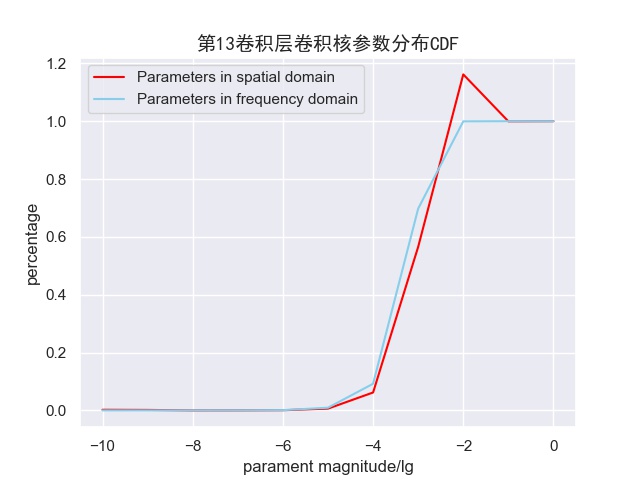 第13卷积层卷积核参数分布CDF
Parameters in spatial domain
Parameters in frequency domain
percentage
1.2
1.0
0.8
0.6
0.4
0.2
0.0
−10
−8
−6
−4
−2
0
parament magnitude/lg